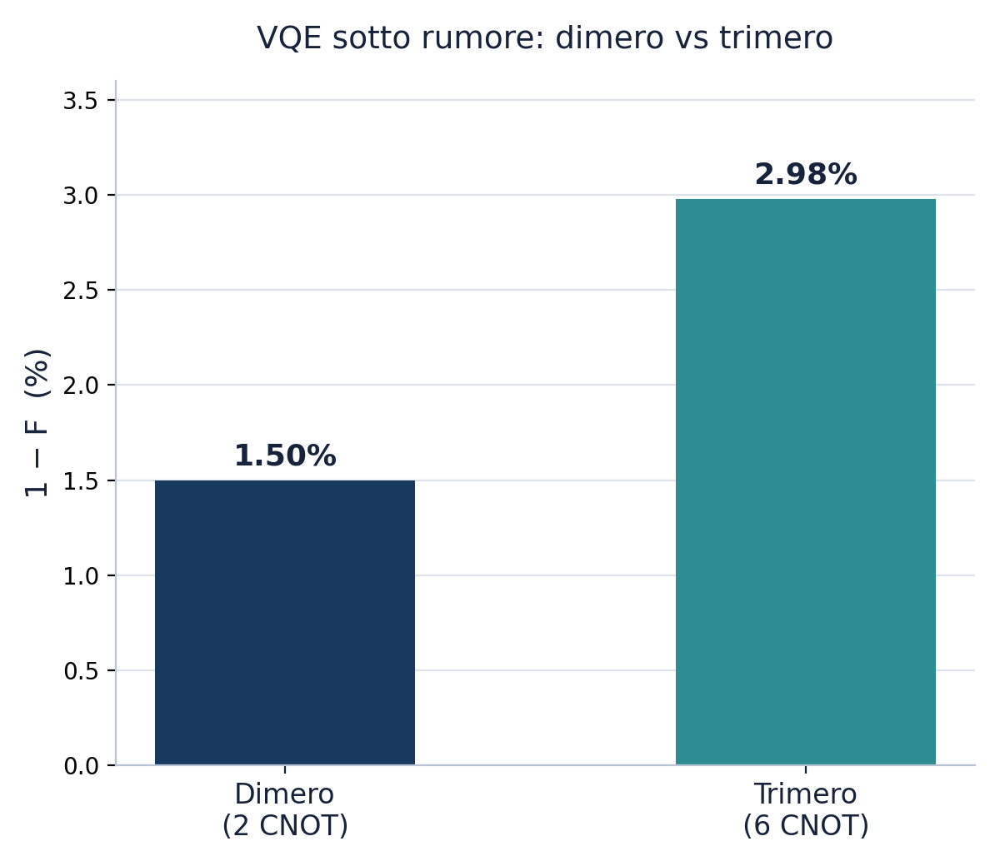 VQE sotto rumore: dimero vs trimero
1 − F (%)
3.5
3.0
2.5
2.0
1.5
1.0
0.5
0.0
1.50%
2.98%
Dimero
(2 CNOT)
Trimero
(6 CNOT)